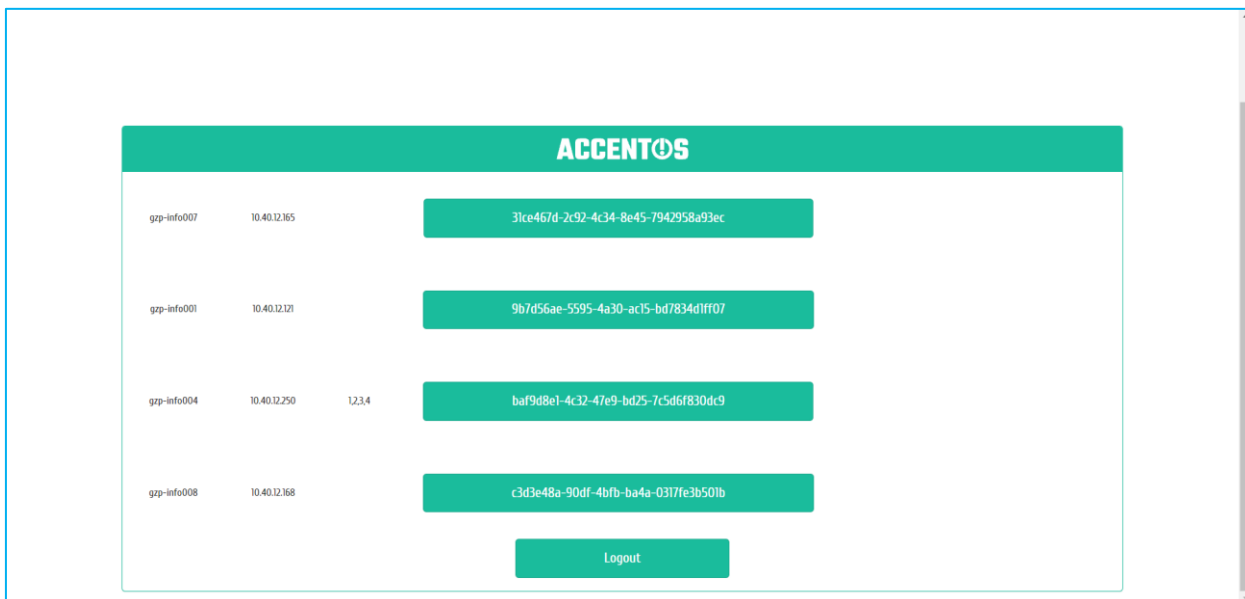 ACCENTOS
gzp-info007 10.40.12.165 31ce467d-2c92-4c34-8e45-7942958a93ec
gzp-info001 10.40.12.121 9b7d56ae-5595-4a30-ac15-bd7834d1ff07
gzp-info004 10.40.12.250 1,2,3,4 baf9d8e1-4c32-47e9-bd25-7c5d6f830dc9
gzp-info008 10.40.12.168 c3d3e48a-90df-4bfb-ba4a-0317fe3b501b
Logout